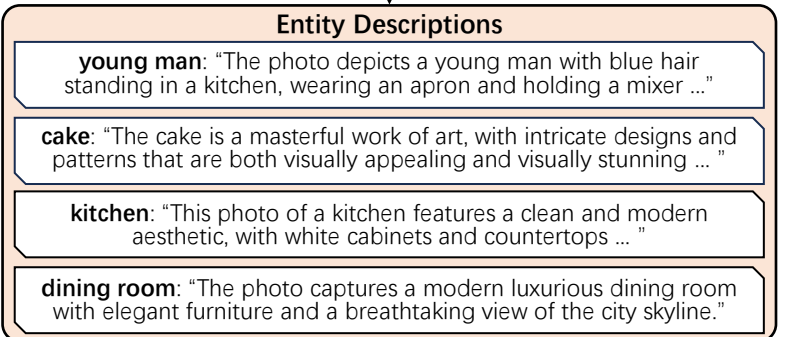 Entity Descriptions
young man: “The photo depicts a young man with blue hair
standing in a kitchen, wearing an apron and holding a mixer ...”
cake: “The cake is a masterful work of art, with intricate designs and
patterns that are both visually appealing and visually stunning ... ”
kitchen: “This photo of a kitchen features a clean and modern
aesthetic, with white cabinets and countertops ... ”
dining room: “The photo captures a modern luxurious dining room
with elegant furniture and a breathtaking view of the city skyline.”